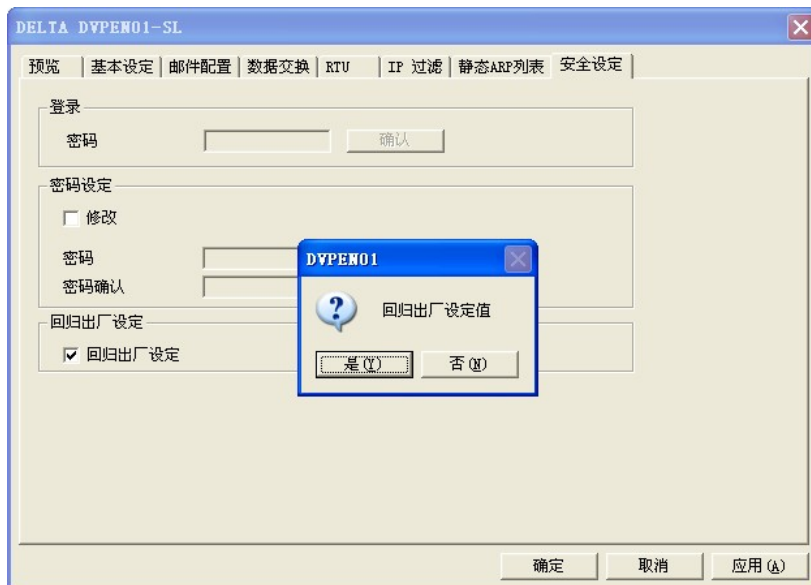 DELTA DVPEN01-SL
预览 基本设定 邮件配置 数据交换 RTU IP 过滤 静态ARP列表 安全设定
登录
密码 确认
密码设定
修改
密码
密码确认
回归出厂设定
回归出厂设定
DVPEN01
回归出厂设定值
是(Y) 否(N)
确定 取消 应用(A)